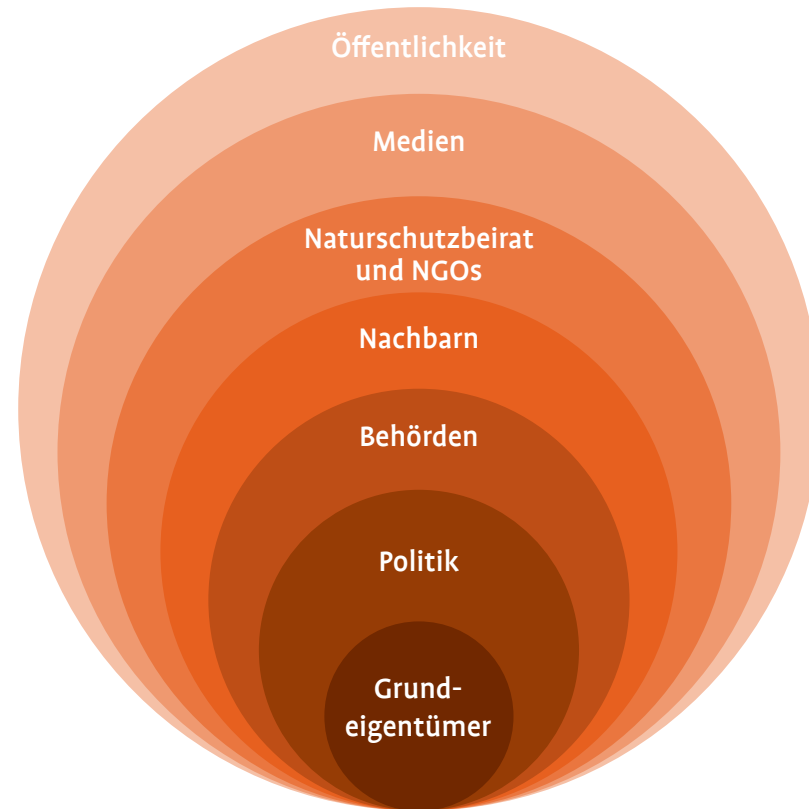 Öffentlichkeit
Medien
Naturschutzbeirat
und NGOs
Nachbarn
Behörden
Politik
Grund-
eigentümer